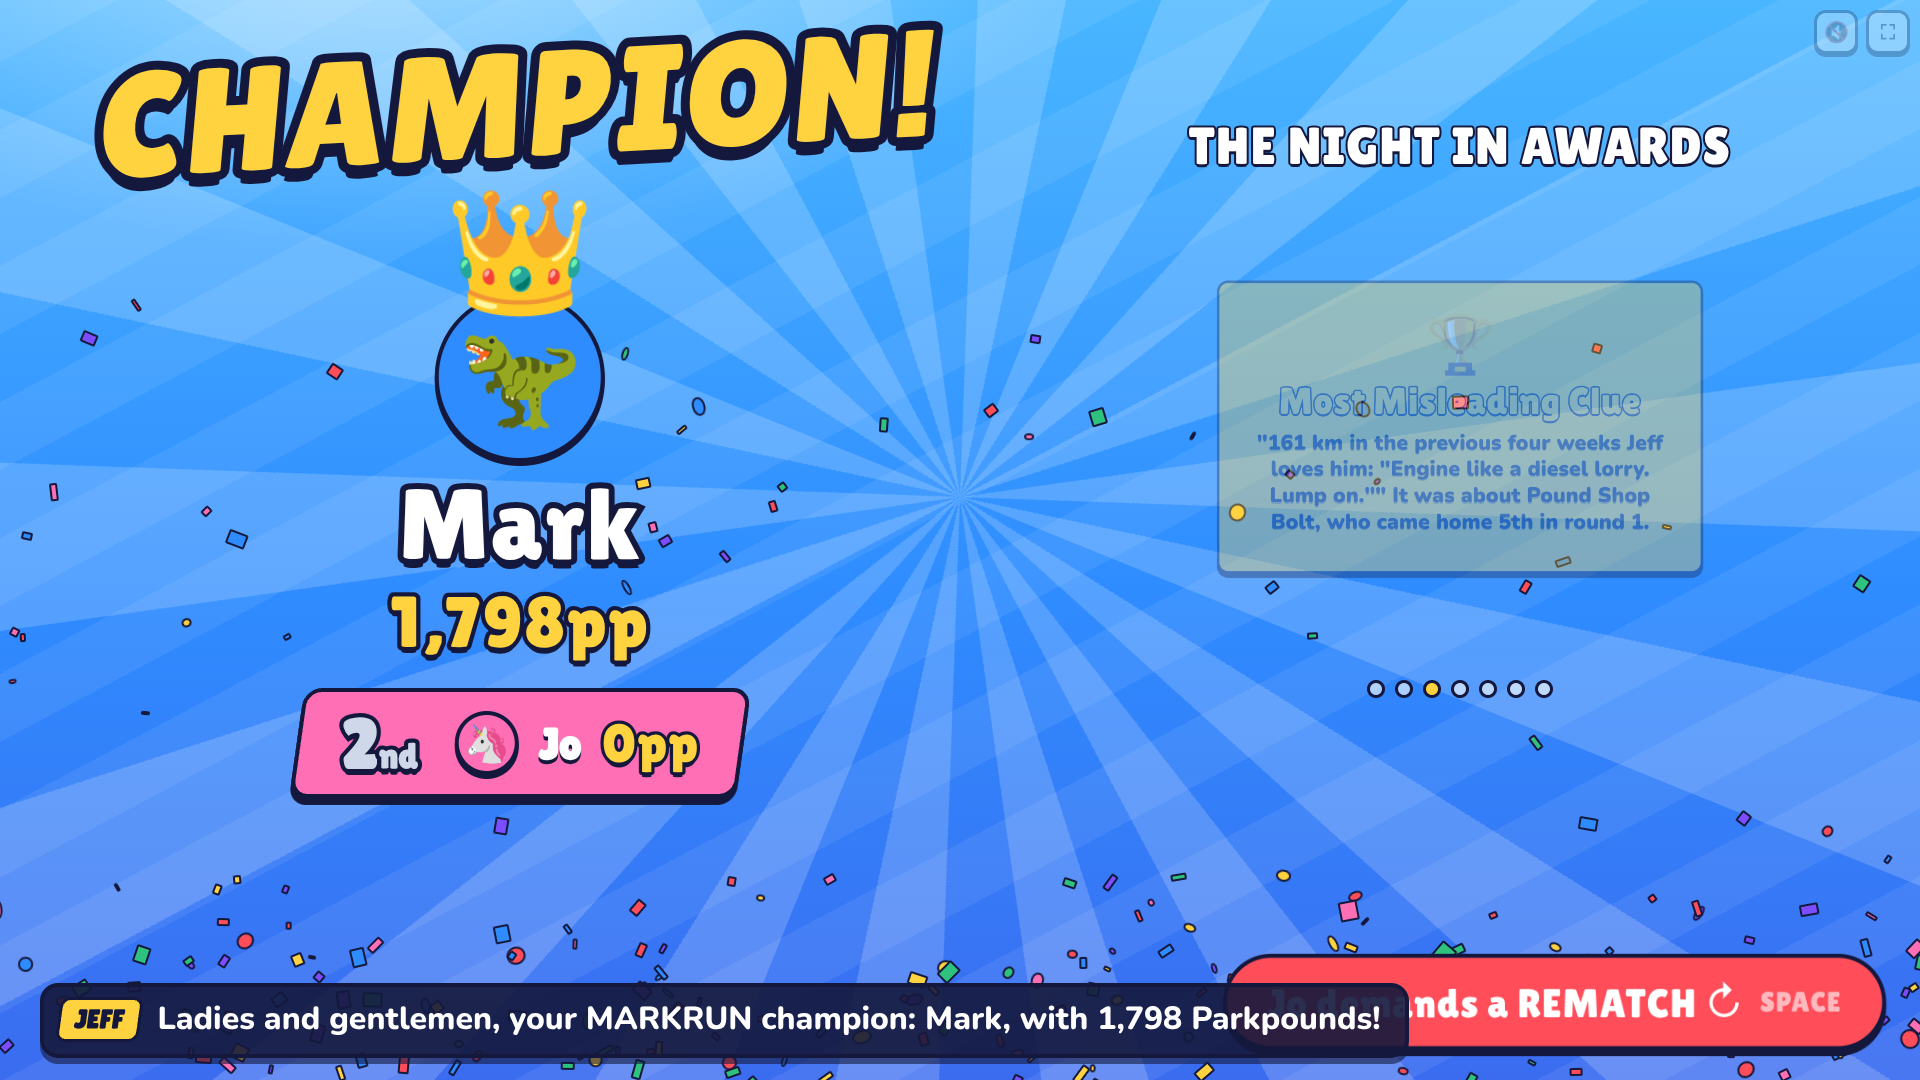 CHAMPION!
THE NIGHT IN AWARDS
Most Misleading Clue
"161 km in the previous four weeks Jeff
loves him: "Engine like a diesel lorry.
Lump on."" It was about Pound Shop
Bolt, who came home 5th in round 1.
Mark
1,798pp
2nd Jo 0pp
JEFF Ladies and gentlemen, your MARKRUN champion: Mark, with 1,798 Parkpounds!
Jo demands a REMATCH SPACE